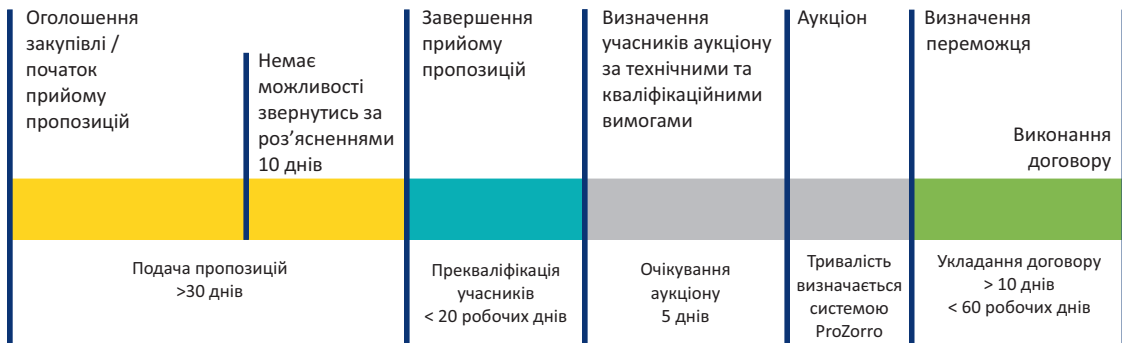 Оголошення
закупівлі /
початок
прийому
пропозицій
Немає
можливості
звернутись за
роз’ясненнями
10 днів
Завершення
прийому
пропозицій
Визначення
учасників аукціону
за технічними та
кваліфікаційними
вимогами
Аукціон
Визначення
переможця
Виконання
договору
Подача пропозицій
>30 днів
Прекваліфікація
учасників
< 20 робочих днів
Очікування
аукціону
5 днів
Тривалість
визначається
системою
ProZorro
Укладання договору
> 10 днів
< 60 робочих днів